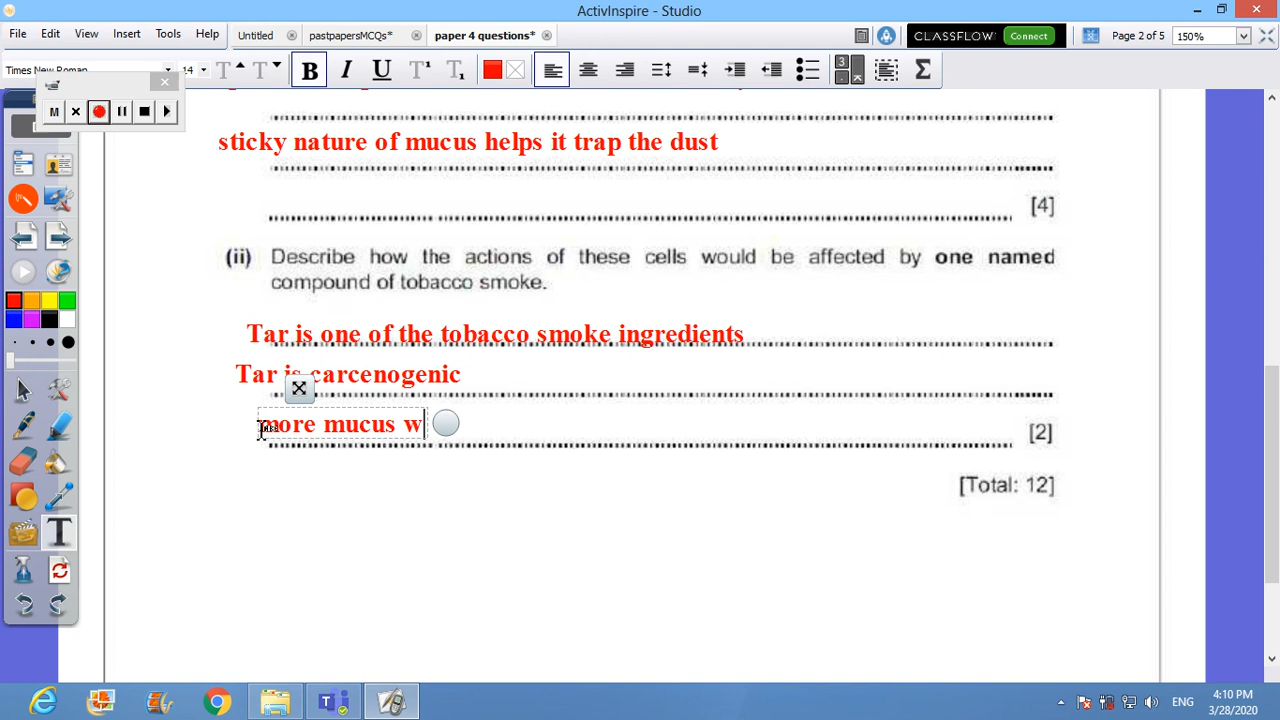 ActivInspire - Studio
File Edit View Insert Tools Help Untitled pastpapersMCQs* paper 4 questions* CLASSFLOW Connect Page 2 of 5 150%
Times New Roman 14 B I U T¹ T₁ 3 Σ
M
sticky nature of mucus helps it trap the dust
[4]
(ii) Describe how the actions of these cells would be affected by one named
compound of tobacco smoke.
Tar is one of the tobacco smoke ingredients
Tar is carcenogenic
more mucus w
[2]
[Total: 12]
T
ENG 4:10 PM
3/28/2020